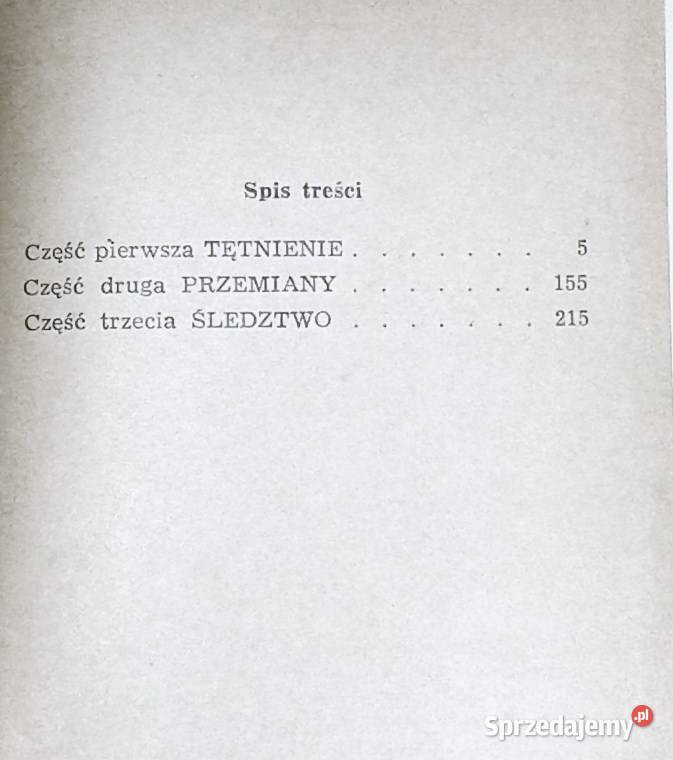 Spis treści
Część pierwsza TĘTNIENIE . . . . . . . 5
Część druga PRZEMIANY . . . . . . . 155
Część trzecia ŚLEDZTWO . . . . . . . 215
Sprzedajemy.pl